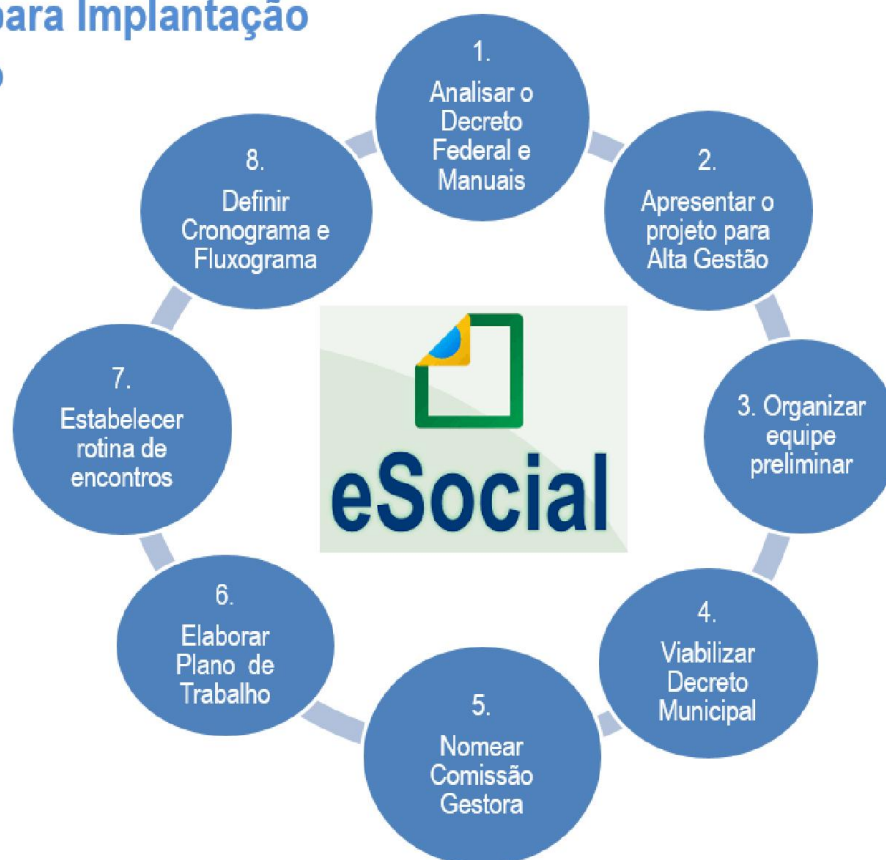 para Implantação
o
1.
Analisar o
Decreto
Federal e
Manuais
2.
Apresentar o
projeto para
Alta Gestão
3. Organizar
equipe
preliminar
4.
Viabilizar
Decreto
Municipal
5.
Nomear
Comissão
Gestora
6.
Elaborar
Plano de
Trabalho
7.
Estabelecer
rotina de
encontros
8.
Definir
Cronograma e
Fluxograma
eSocial